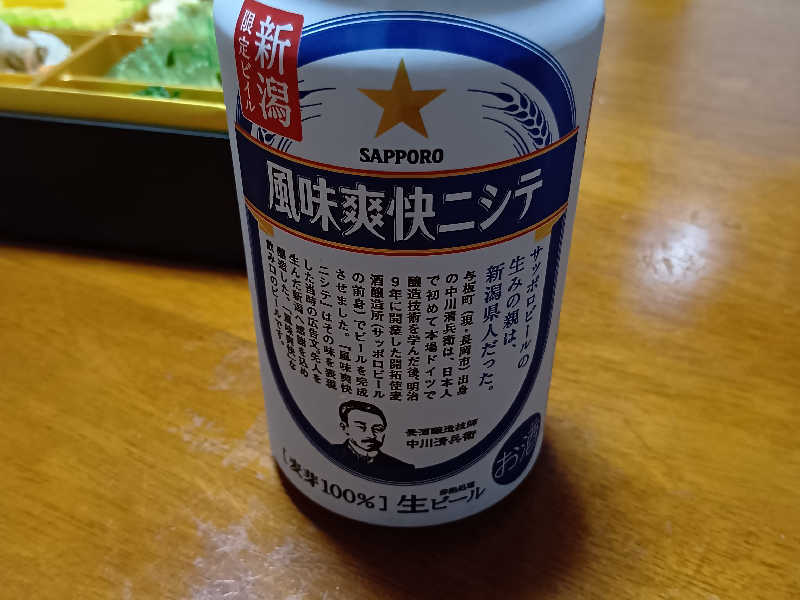 新潟
限定ビイル
SAPPORO
風味爽快ニシテ
サッポロビールの
生みの親は、
新潟県人だった。
与板町(現・長岡市)出身
の中川清兵衛は、日本人
で初めて本場ドイツで
醸造技術を学んだ後、明治
9年に開業した開拓使麦
酒醸造所(サッポロビール
の前身)でビールを完成
させました。「風味爽快
ニシテ」はその味を表現
した当時の広告文。先人を
生んだ新潟へ感謝を込め
醸造した、「風味爽快」な
飲み口のビールです。
麦酒醸造技師
中川清兵衛
[麦芽100%]
非熱処理
生ビール
お酒